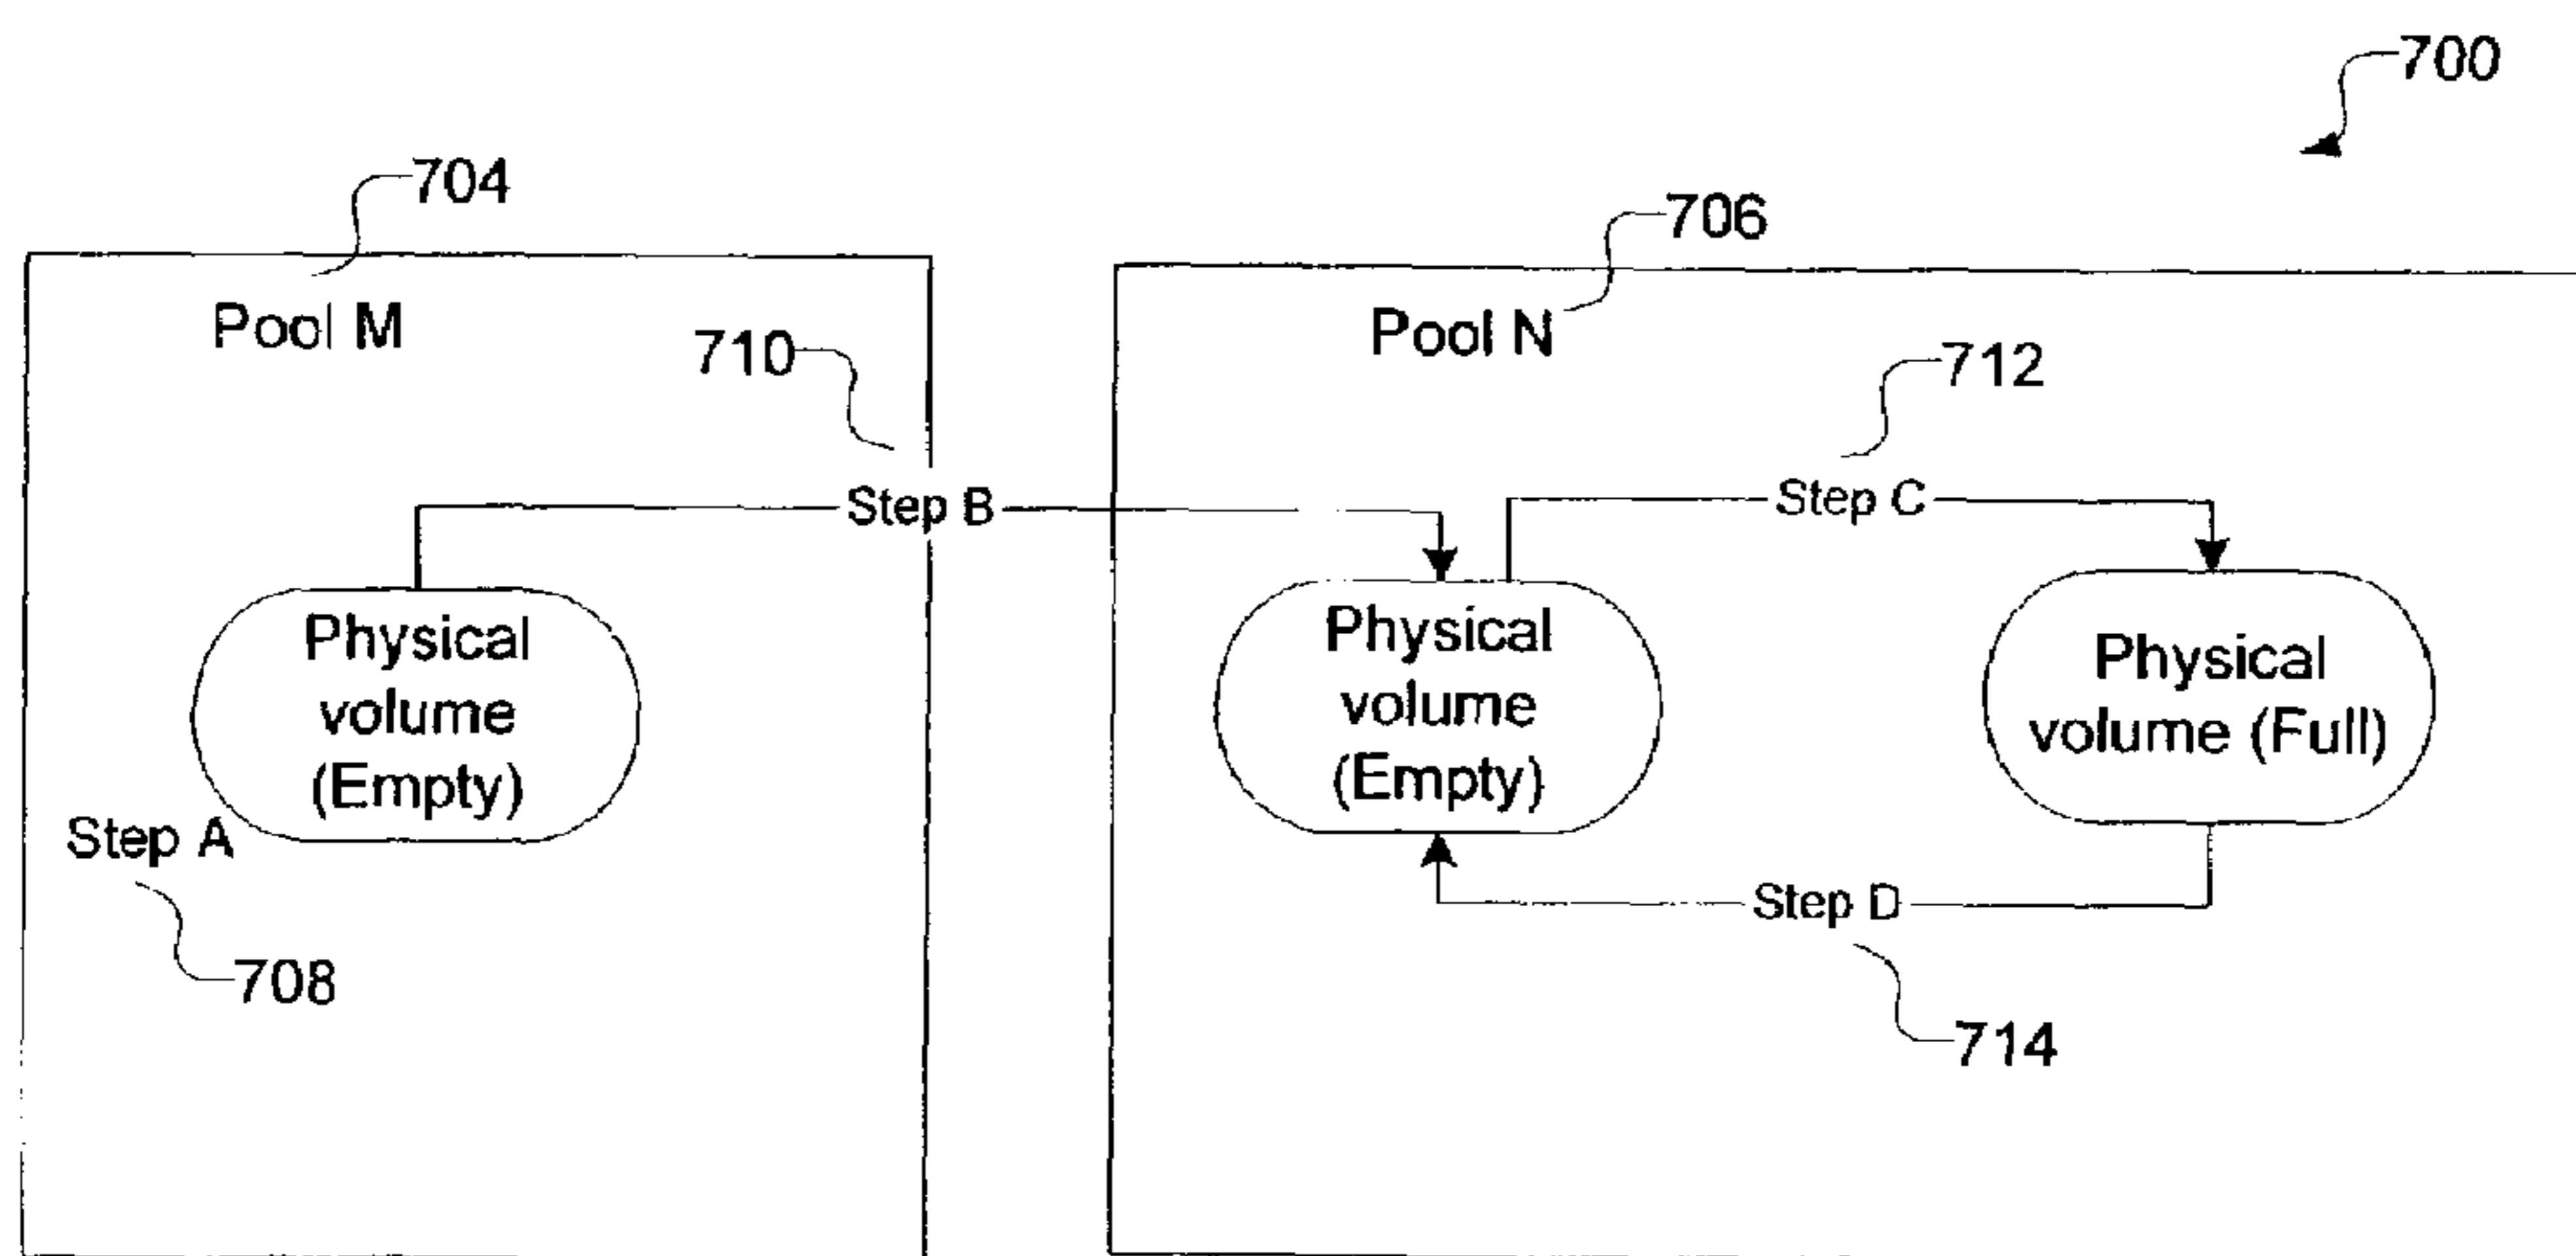 700
704
706
Pool M
Pool N
710
712
Step B
Step C
Physical
volume
(Empty)
Physical
volume
(Empty)
Physical
volume (Full)
Step A
Step D
708
714